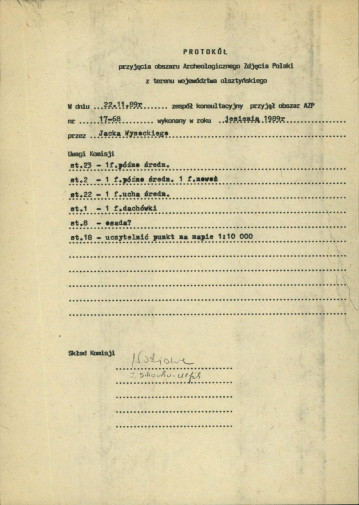 PROTOKÓŁ
przyjęcia obszaru Archeologicznego Zdjęcia Polski
z terenu województwa olsztyńskiego
W dniu 22.11.89r zespół konsultacyjny przyjął obszar AZP
nr 17-68 wykonany w roku jesienią 1989r
przez Jacka Wysockiego
Uwagi Komisji
st.23 - 1f.późne średn.
st.2 - 1 f.późne średn. 1 f.nowoż
st.22 - 1 f.ucha średn.
st.1 - 1 f.dachówki
st.8 - osada?
st.18 - uczytelnić punkt na mapie 1:10 000
Skład Komisji